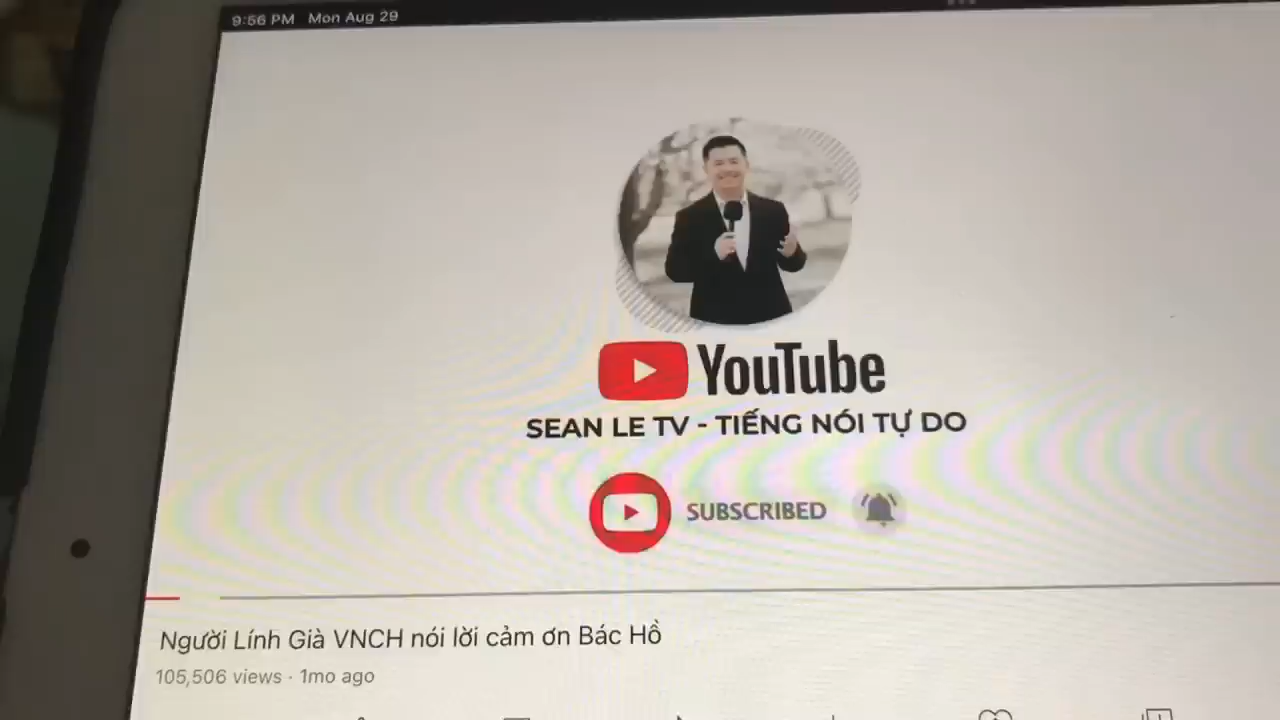 9:56 PM Mon Aug 29
YouTube
SEAN LE TV - TIẾNG NÓI TỰ DO
SUBSCRIBED
Người Lính Già VNCH nói lời cảm ơn Bác Hồ
105,506 views · 1mo ago